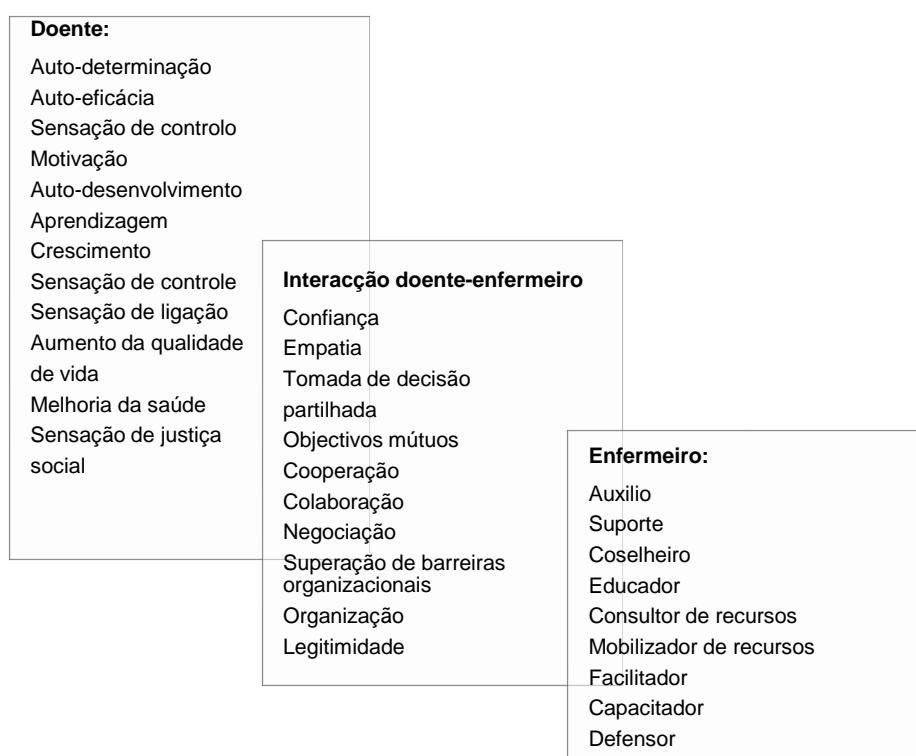 Doente:
Auto-determinação
Auto-eficácia
Sensação de controlo
Motivação
Auto-desenvolvimento
Aprendizagem
Crescimento
Sensação de controle
Sensação de ligação
Aumento da qualidade
de vida
Melhoria da saúde
Sensação de justiça
social
Interacção doente-enfermeiro
Confiança
Empatia
Tomada de decisão
partilhada
Objectivos mútuos
Cooperação
Colaboração
Negociação
Superação de barreiras
organizacionais
Organização
Legitimidade
Enfermeiro:
Auxilio
Suporte
Coselheiro
Educador
Consultor de recursos
Mobilizador de recursos
Facilitador
Capacitador
Defensor